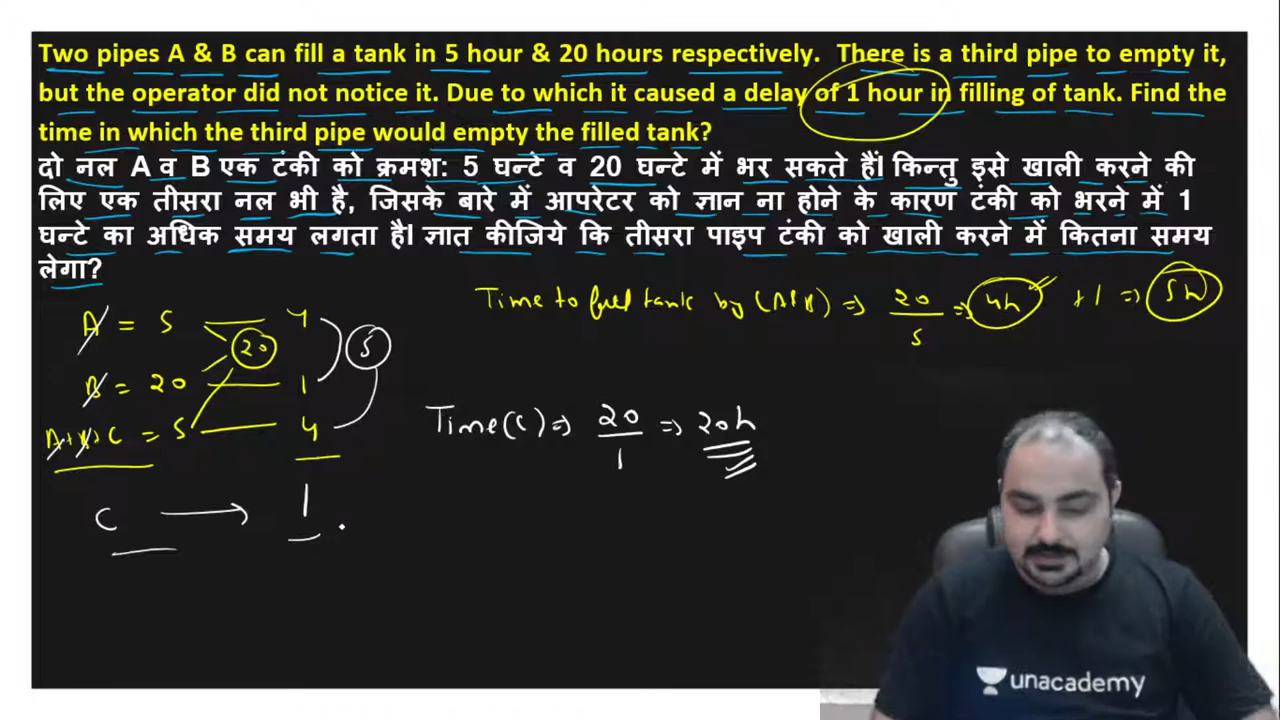 Two pipes A & B can fill a tank in 5 hour & 20 hours respectively. There is a third pipe to empty it,
but the operator did not notice it. Due to which it caused a delay of 1 hour in filling of tank. Find the
time in which the third pipe would empty the filled tank?
दो नल A व B एक टंकी को क्रमश: 5 घन्टे व 20 घन्टे में भर सकते हैं। किन्तु इसे खाली करने की
लिए एक तीसरा नल भी है, जिसके बारे में आपरेटर को ज्ञान ना होने के कारण टंकी को भरने में 1
घन्टे का अधिक समय लगता है। ज्ञात कीजिये कि तीसरा पाइप टंकी को खाली करने में कितना समय
लेगा?
Time to fuel tank by (A+B) ⇒ 20/5 ⇒ 4h +1 ⇒ 5h
A = 5 4
20 5
B = 20 1
A+B+C = 5 4
Time(C) ⇒ 20/1 ⇒ 20h
C → 1
unacademy